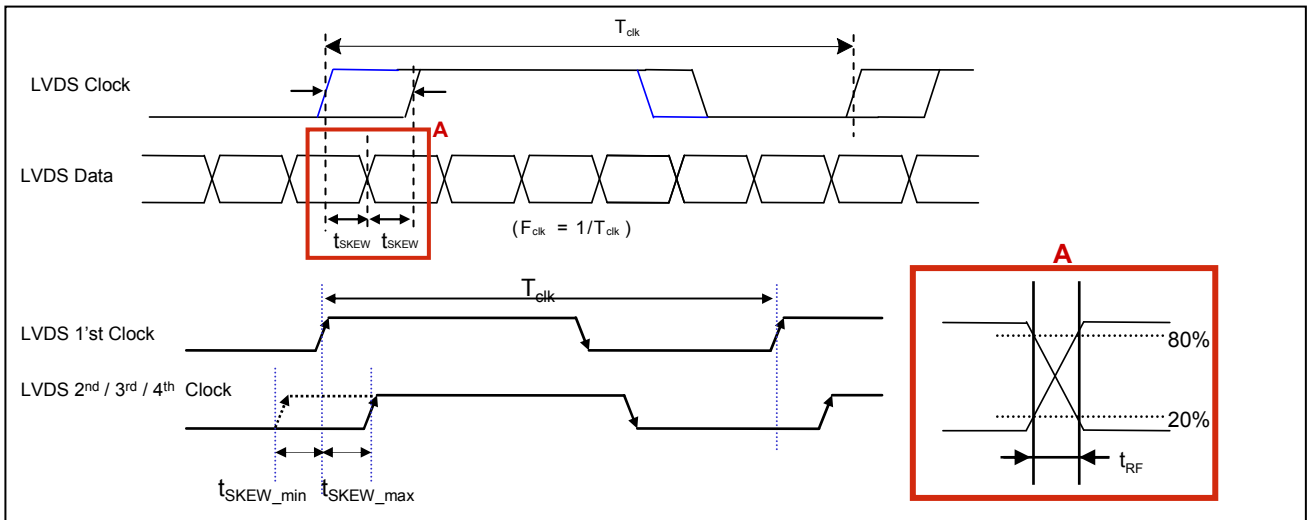 Tclk
LVDS Clock
A
LVDS Data
tSKEW tSKEW
(Fclk = 1/Tclk)
A
Tclk
LVDS 1'st Clock
80%
LVDS 2nd / 3rd / 4th Clock
20%
tRF
tSKEW_min tSKEW_max